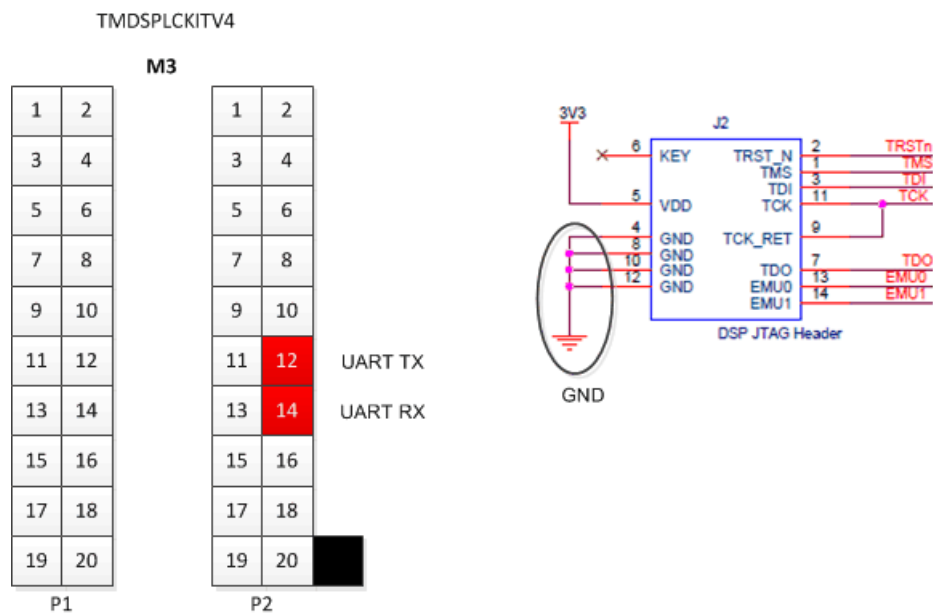 TMDSPLCKITV4
M3
1 2
3 4
5 6
7 8
9 10
11 12
13 14
15 16
17 18
19 20
P1
1 2
3 4
5 6
7 8
9 10
11 12 UART TX
13 14 UART RX
15 16
17 18
19 20
P2
3V3
J2
6 KEY TRST_N 2 TRSTn
TMS 1 TMS
TDI 3 TDI
5 VDD TCK 11 TCK
4 GND TCK_RET 9
8 GND
10 GND TDO 7 TDO
12 GND EMU0 13 EMU0
EMU1 14 EMU1
DSP JTAG Header
GND